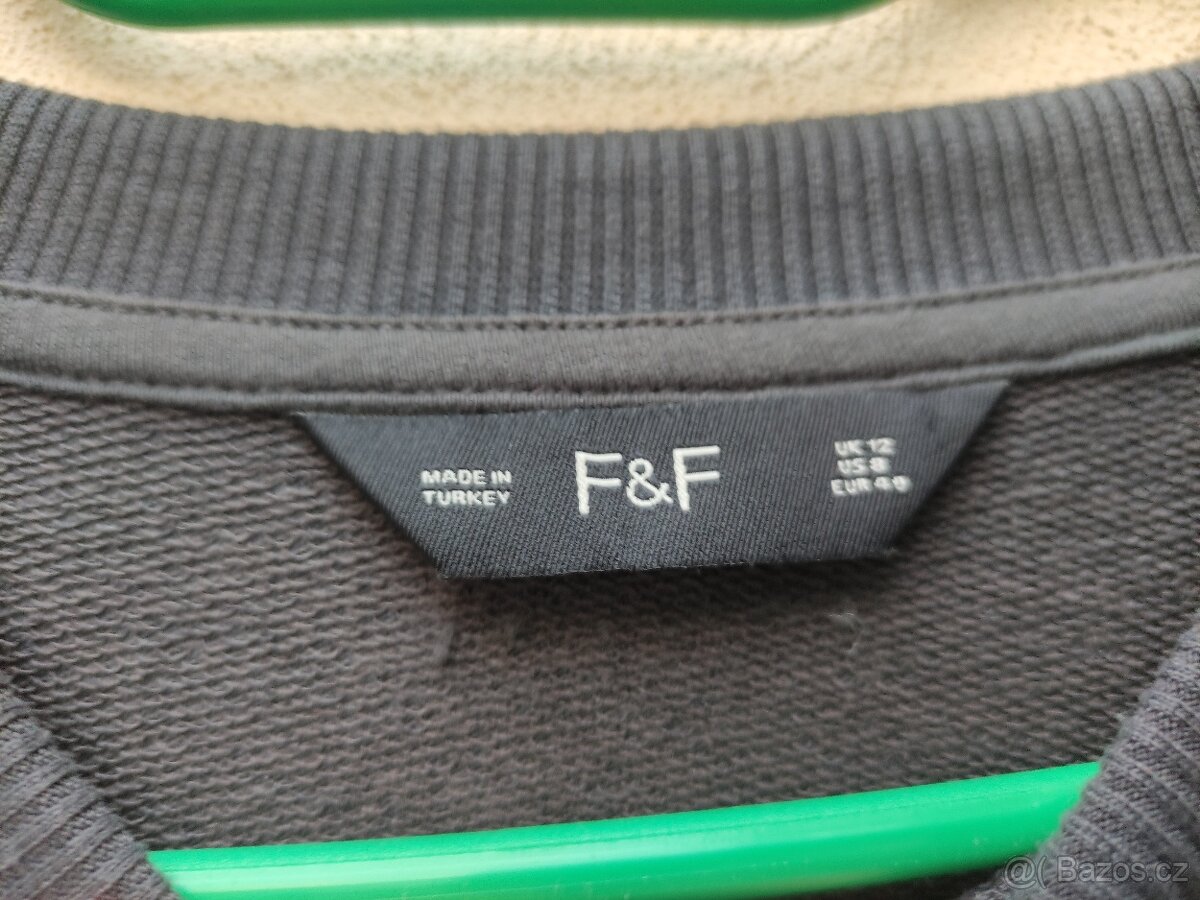 MADE IN
TURKEY
F&F
UK 12
US 8
EUR 40
@( Bazos.cz